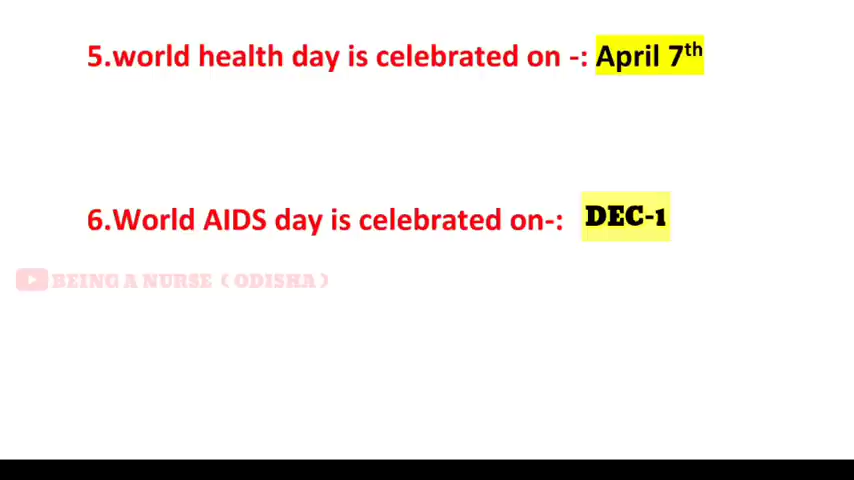 5.world health day is celebrated on -: April 7th
6.World AIDS day is celebrated on-: DEC-1
BEING A NURSE ( ODISHA )